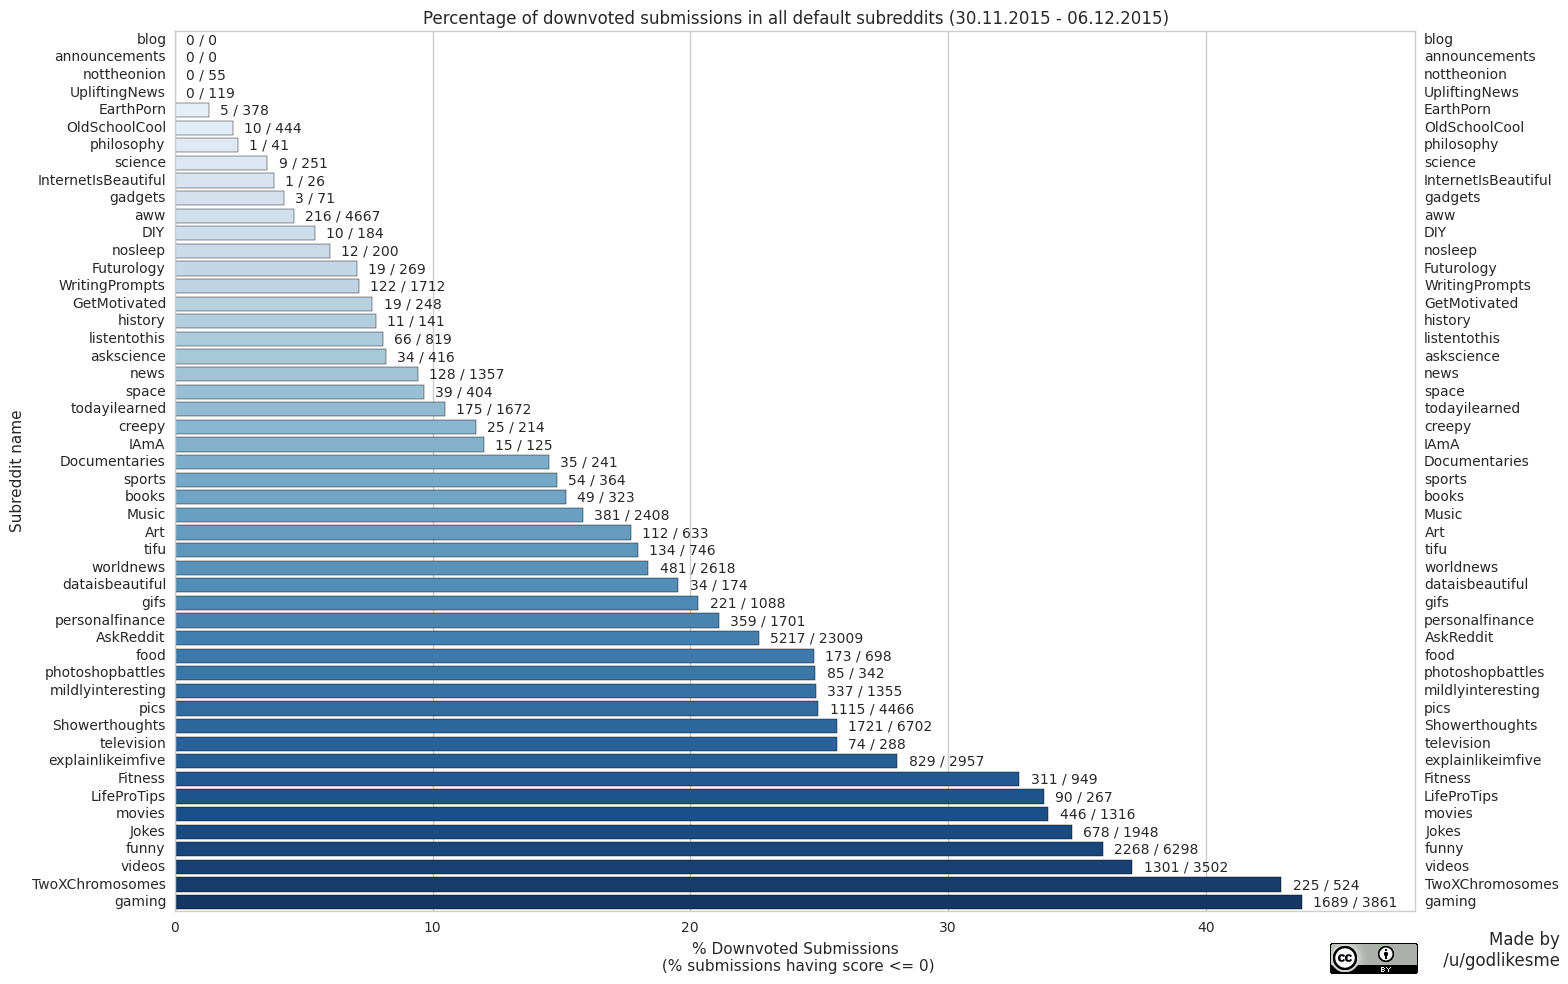 Percentage of downvoted submissions in all default subreddits (30.11.2015 - 06.12.2015)
Subreddit name
blog 0 / 0 blog
announcements 0 / 0 announcements
nottheonion 0 / 55 nottheonion
UpliftingNews 0 / 119 UpliftingNews
EarthPorn 5 / 378 EarthPorn
OldSchoolCool 10 / 444 OldSchoolCool
philosophy 1 / 41 philosophy
science 9 / 251 science
InternetIsBeautiful 1 / 26 InternetIsBeautiful
gadgets 3 / 71 gadgets
aww 216 / 4667 aww
DIY 10 / 184 DIY
nosleep 12 / 200 nosleep
Futurology 19 / 269 Futurology
WritingPrompts 122 / 1712 WritingPrompts
GetMotivated 19 / 248 GetMotivated
history 11 / 141 history
listentothis 66 / 819 listentothis
askscience 34 / 416 askscience
news 128 / 1357 news
space 39 / 404 space
todayilearned 175 / 1672 todayilearned
creepy 25 / 214 creepy
IAmA 15 / 125 IAmA
Documentaries 35 / 241 Documentaries
sports 54 / 364 sports
books 49 / 323 books
Music 381 / 2408 Music
Art 112 / 633 Art
tifu 134 / 746 tifu
worldnews 481 / 2618 worldnews
dataisbeautiful 34 / 174 dataisbeautiful
gifs 221 / 1088 gifs
personalfinance 359 / 1701 personalfinance
AskReddit 5217 / 23009 AskReddit
food 173 / 698 food
photoshopbattles 85 / 342 photoshopbattles
mildlyinteresting 337 / 1355 mildlyinteresting
pics 1115 / 4466 pics
Showerthoughts 1721 / 6702 Showerthoughts
television 74 / 288 television
explainlikeimfive 829 / 2957 explainlikeimfive
Fitness 311 / 949 Fitness
LifeProTips 90 / 267 LifeProTips
movies 446 / 1316 movies
Jokes 678 / 1948 Jokes
funny 2268 / 6298 funny
videos 1301 / 3502 videos
TwoXChromosomes 225 / 524 TwoXChromosomes
gaming 1689 / 3861 gaming
0 10 20 30 40
% Downvoted Submissions
(% submissions having score <= 0)
cc BY
Made by
/u/godlikesme